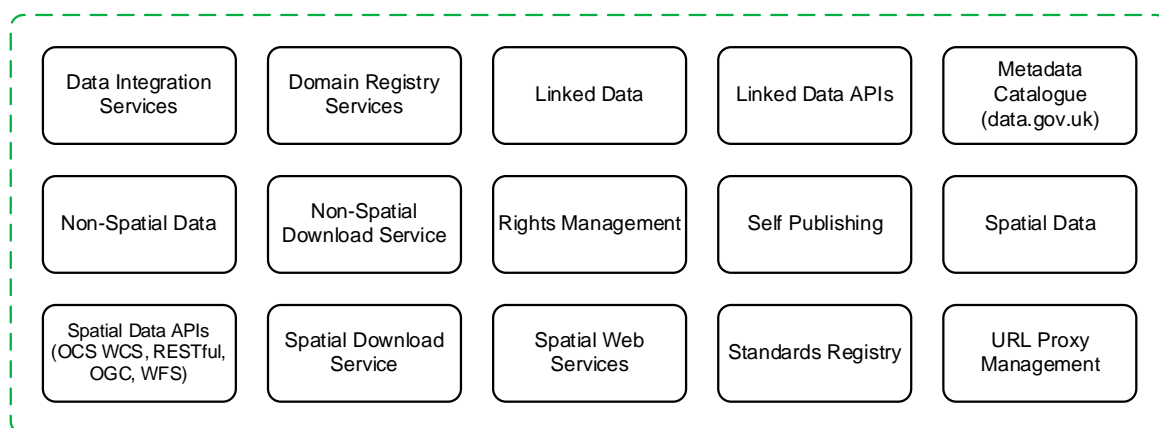 Data Integration
Services
Domain Registry
Services
Linked Data
Linked Data APIs
Metadata
Catalogue
(data.gov.uk)
Non-Spatial Data
Non-Spatial
Download Service
Rights Management
Self Publishing
Spatial Data
Spatial Data APIs
(OCS WCS, RESTful,
OGC, WFS)
Spatial Download
Service
Spatial Web
Services
Standards Registry
URL Proxy
Management